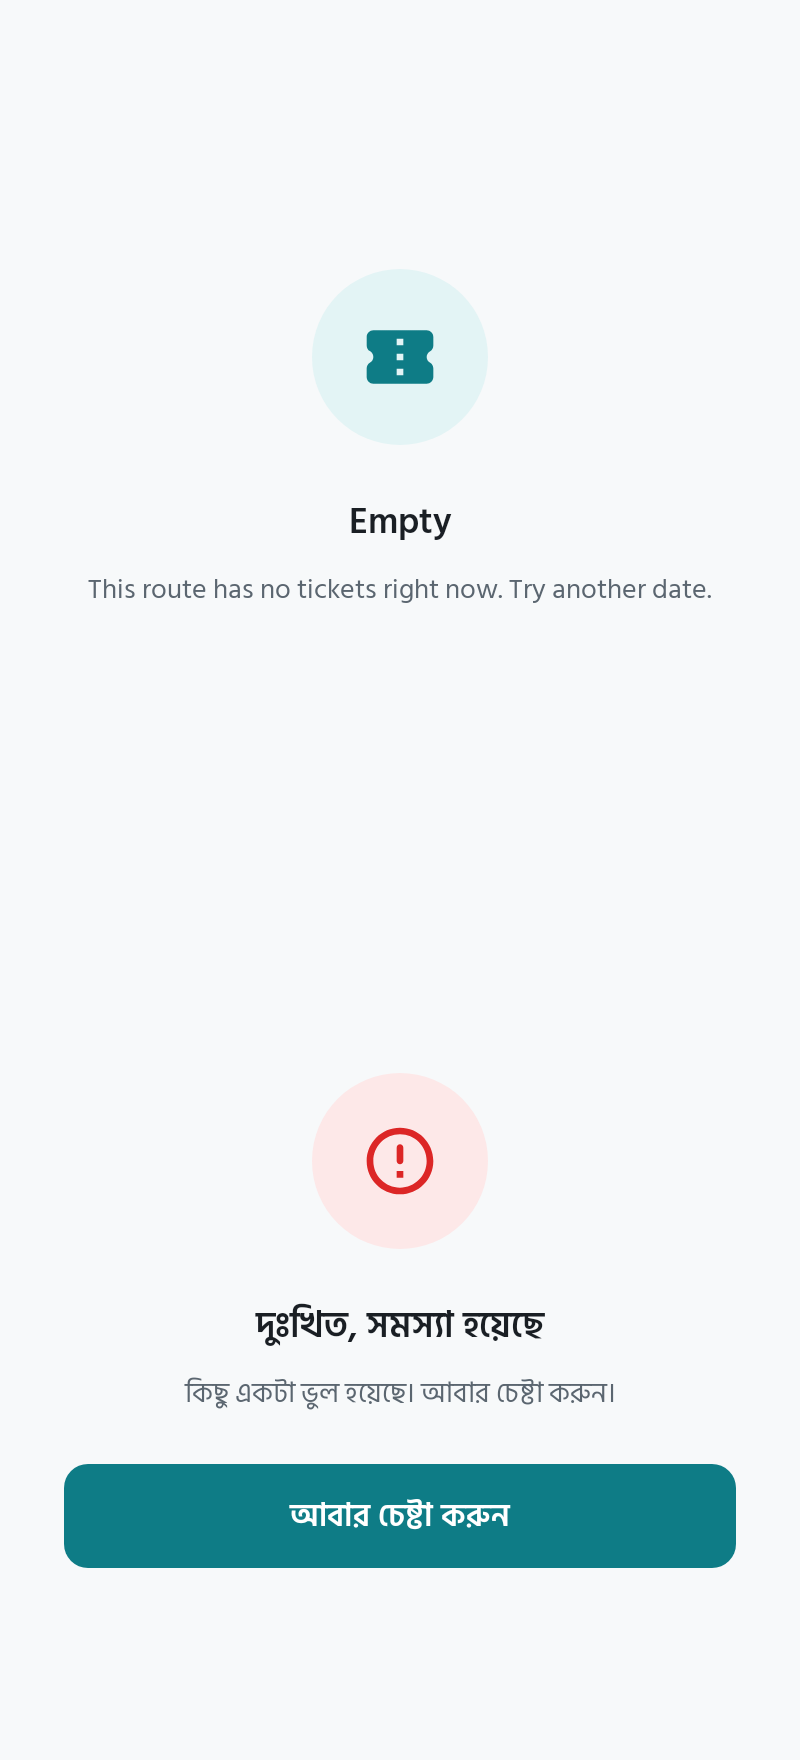 Empty
This route has no tickets right now. Try another date.
দুঃখিত, সমস্যা হয়েছে
কিছু একটা ভুল হয়েছে। আবার চেষ্টা করুন।
আবার চেষ্টা করুন